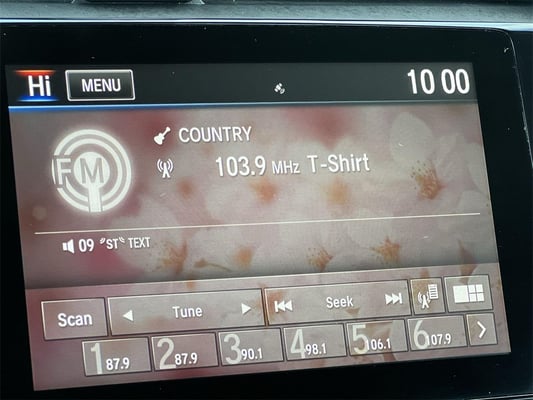 Hi MENU 10 00
COUNTRY
FM 103.9 MHz T-Shirt
09 "ST" TEXT
Scan Tune Seek
1 87.9 2 87.9 3 90.1 4 98.1 5 106.1 6 107.9